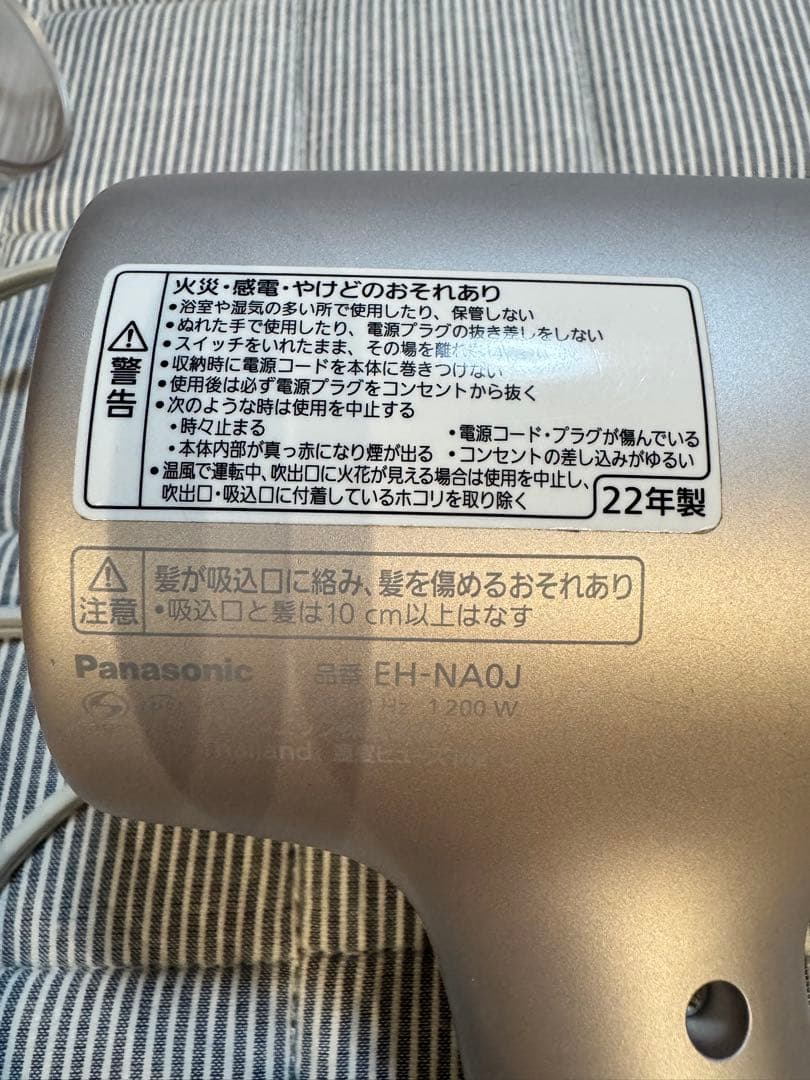 警告
火災・感電・やけどのおそれあり
•浴室や湿気の多い所で使用したり、保管しない
•ぬれた手で使用したり、電源プラグの抜き差しをしない
•スイッチをいれたまま、その場を離れ
•収納時に電源コードを本体に巻きつけない
•使用後は必ず電源プラグをコンセントから抜く
•次のような時は使用を中止する
・時々止まる ・電源コード・プラグが傷んでいる
・本体内部が真っ赤になり煙が出る ・コンセントの差し込みがゆるい
•温風で運転中、吹出口に火花が見える場合は使用を中止し、
吹出口・吸込口に付着しているホコリを取り除く
22年製
注意
髪が吸込口に絡み、髪を傷めるおそれあり
•吸込口と髪は10 cm以上はなす
Panasonic 品番 EH-NA0J
Hz 1200 W